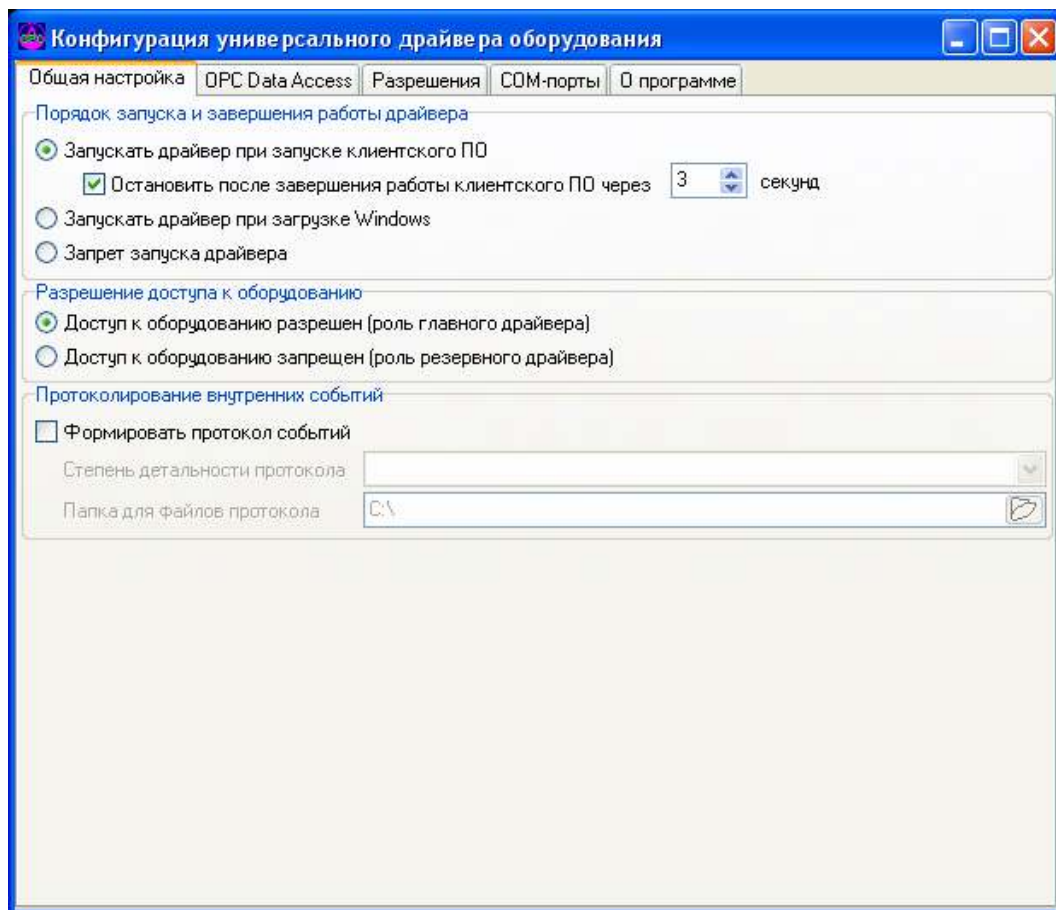 Конфигурация универсального драйвера оборудования
Общая настройка OPC Data Access Разрешения COM-порты О программе
Порядок запуска и завершения работы драйвера
Запускать драйвер при запуске клиентского ПО
Остановить после завершения работы клиентского ПО через 3 секунд
Запускать драйвер при загрузке Windows
Запрет запуска драйвера
Разрешение доступа к оборудованию
Доступ к оборудованию разрешен (роль главного драйвера)
Доступ к оборудованию запрещен (роль резервного драйвера)
Протоколирование внутренних событий
Формировать протокол событий
Степень детальности протокола
Папка для файлов протокола C:\